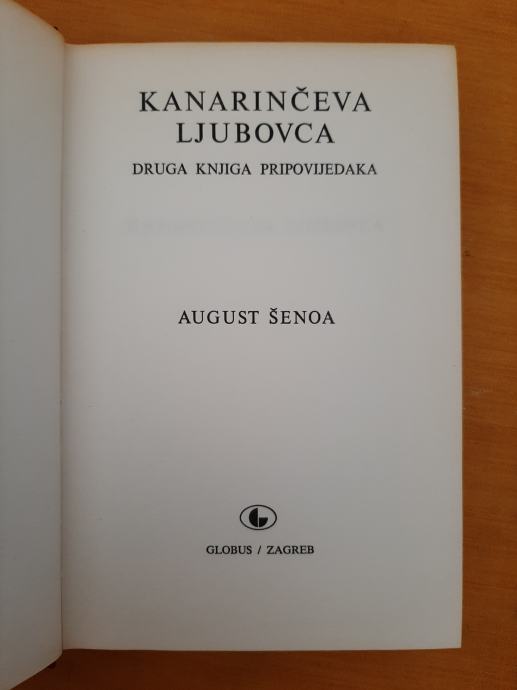 KANARINČEVA
LJUBOVCA
DRUGA KNJIGA PRIPOVIJEDAKA
AUGUST ŠENOA
GLOBUS / ZAGREB